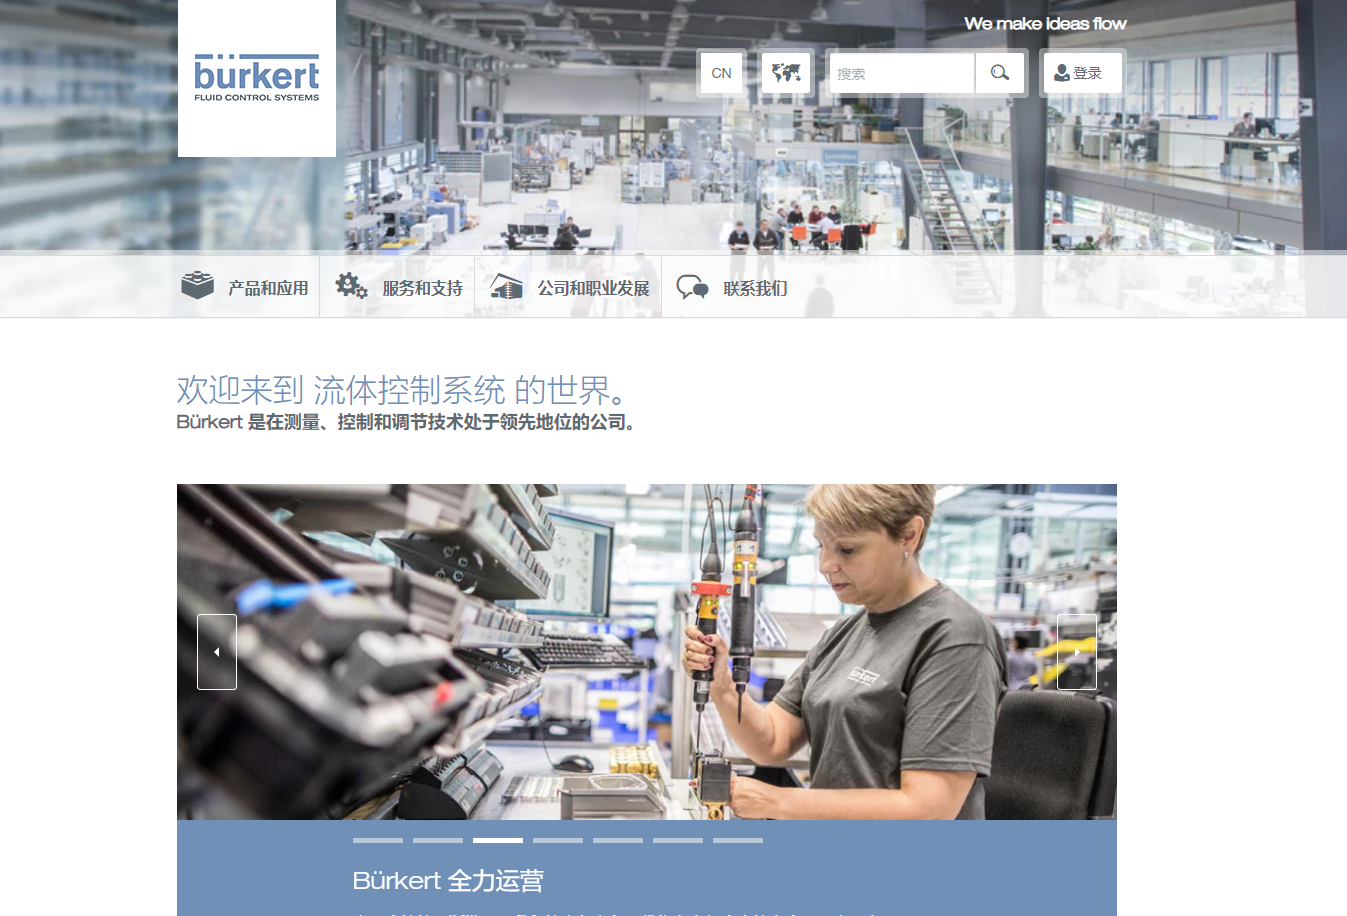 We make ideas flow
bürkert
FLUID CONTROL SYSTEMS
CN
搜索
登录
产品和应用
服务和支持
公司和职业发展
联系我们
欢迎来到 流体控制系统 的世界。
Bürkert 是在测量、控制和调节技术处于领先地位的公司。
bürkert
Bürkert 全力运营